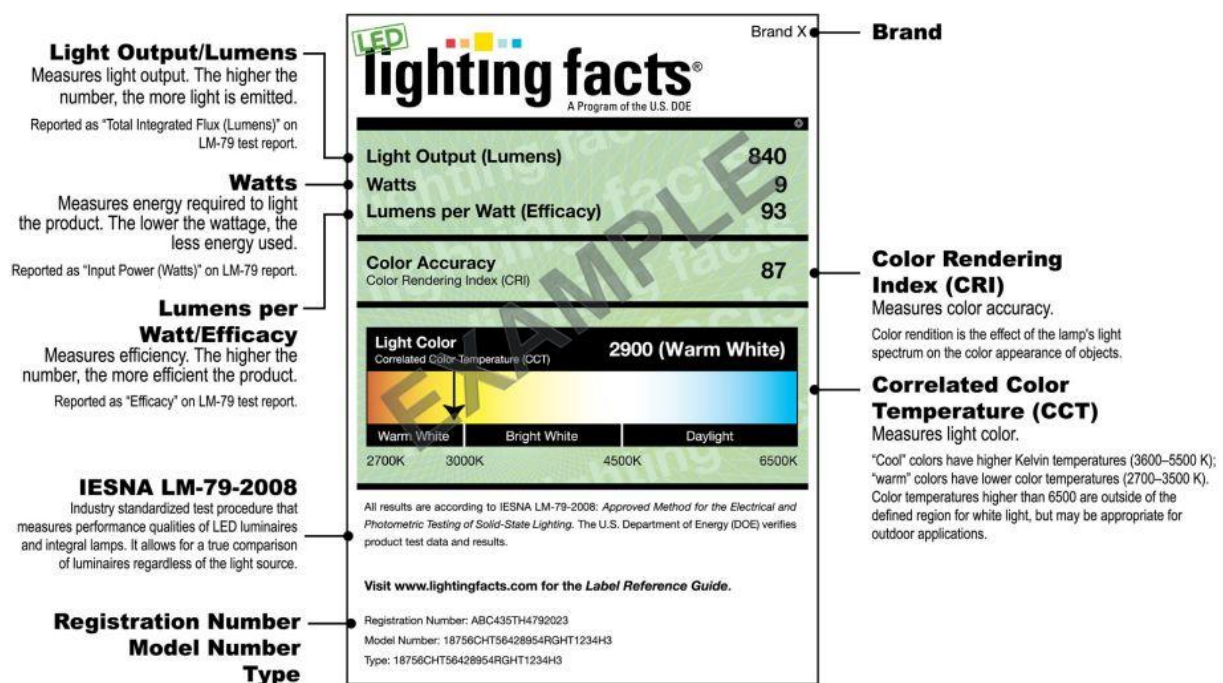 Light Output/Lumens
Measures light output. The higher the
number, the more light is emitted.
Reported as “Total Integrated Flux (Lumens)” on
LM-79 test report.
Watts
Measures energy required to light
the product. The lower the wattage, the
less energy used.
Reported as “Input Power (Watts)” on LM-79 report.
Lumens per
Watt/Efficacy
Measures efficiency. The higher the
number, the more efficient the product.
Reported as “Efficacy” on LM-79 test report.
IESNA LM-79-2008
Industry standardized test procedure that
measures performance qualities of LED luminaires
and integral lamps. It allows for a true comparison
of luminaires regardless of the light source.
Registration Number
Model Number
Type
Brand X
LED
lighting facts®
A Program of the U.S. DOE
Light Output (Lumens) 840
Watts 9
Lumens per Watt (Efficacy) 93
Color Accuracy
Color Rendering Index (CRI) 87
Light Color
Correlated Color Temperature (CCT) 2900 (Warm White)
Warm White Bright White Daylight
2700K 3000K 4500K 6500K
EXAMPLE
All results are according to IESNA LM-79-2008: Approved Method for the Electrical and
Photometric Testing of Solid-State Lighting. The U.S. Department of Energy (DOE) verifies
product test data and results.
Visit www.lightingfacts.com for the Label Reference Guide.
Registration Number: ABC435TH4792023
Model Number: 18756CHT56428954RGHT1234H3
Type: 18756CHT56428954RGHT1234H3
Brand
Color Rendering
Index (CRI)
Measures color accuracy.
Color rendition is the effect of the lamp's light
spectrum on the color appearance of objects.
Correlated Color
Temperature (CCT)
Measures light color.
“Cool” colors have higher Kelvin temperatures (3600–5500 K);
“warm” colors have lower color temperatures (2700–3500 K).
Color temperatures higher than 6500 are outside of the
defined region for white light, but may be appropriate for
outdoor applications.